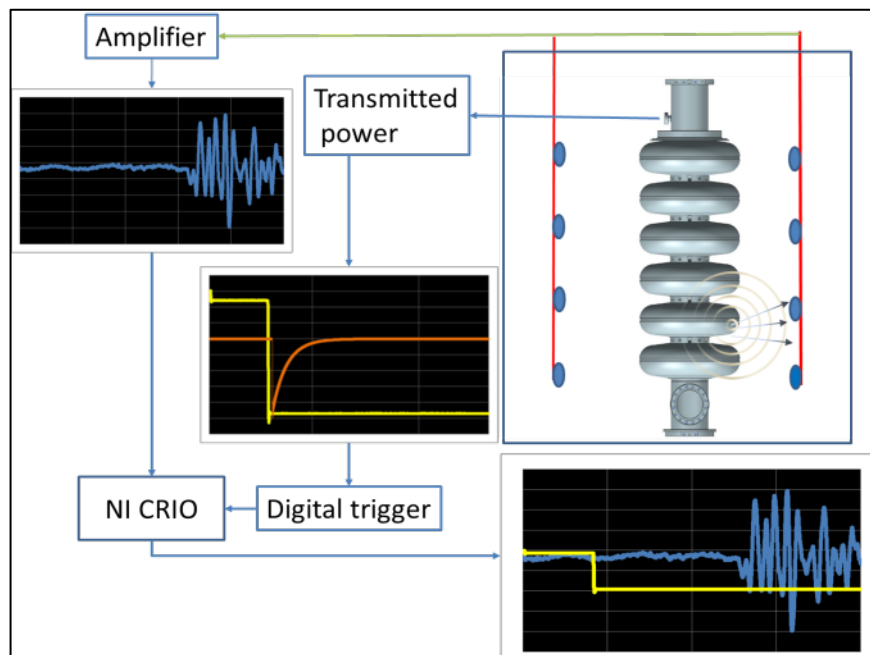 Amplifier
Transmitted
power
NI CRIO
Digital trigger